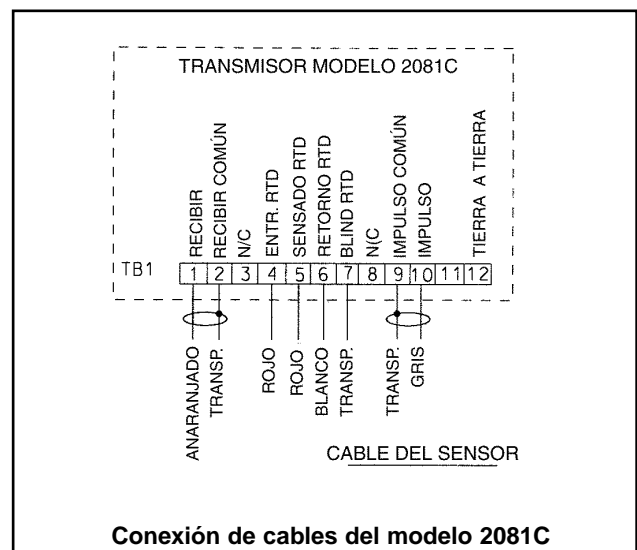 TRANSMISOR MODELO 2081C
RECIBIR
RECIBIR COMÚN
N/C
ENTR. RTD
SENSADO RTD
RETORNO RTD
BLIND RTD
N(C
IMPULSO COMÚN
IMPULSO
TIERRA A TIERRA
TB1
1 2 3 4 5 6 7 8 9 10 11 12
ANARANJADO
TRANSP.
ROJO
ROJO
BLANCO
TRANSP.
TRANSP.
GRIS
CABLE DEL SENSOR
Conexión de cables del modelo 2081C